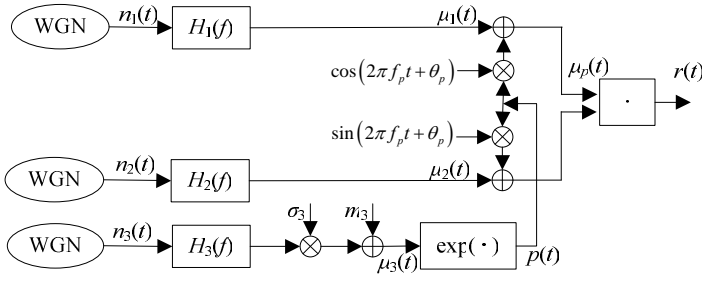 WGN n₁(t) H₁(f) μ₁(t)
μₚ(t) r(t)
cos(2πfₚt+θₚ)
·
sin(2πfₚt+θₚ)
WGN n₂(t) H₂(f) μ₂(t)
σ₃ m₃
WGN n₃(t) H₃(f) μ₃(t) exp(·) p(t)